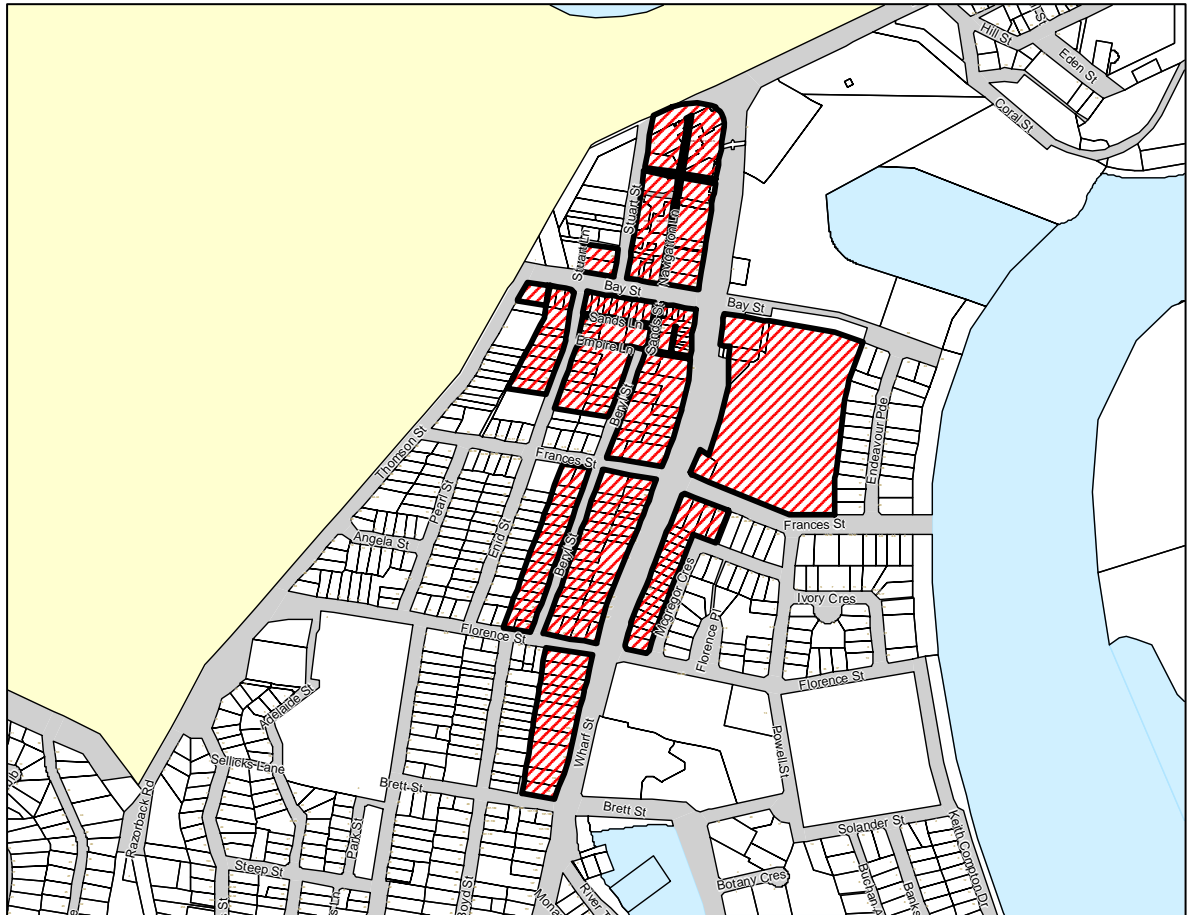 Hill St
Eden St
Coral St
Stuart St
Navigation Ln
Stuart Ln
Bay St
Bay St
Sands Ln
Sands St
Empire Ln
Beryl St
Endeavour Pde
Thomson St
Frances St
Pearl St
Frances St
Enid St
Angela St
Beryl St
Mcgregor Cres
Ivory Cres
Florence St
Florence Pl
Florence St
Adelaide St
Wharf St
Powell St
Sellicks Lane
Brett St
Razorback Rd
Brett St
Park St
Solander St
Keith Compton Dr
Steep St
Botany Cres